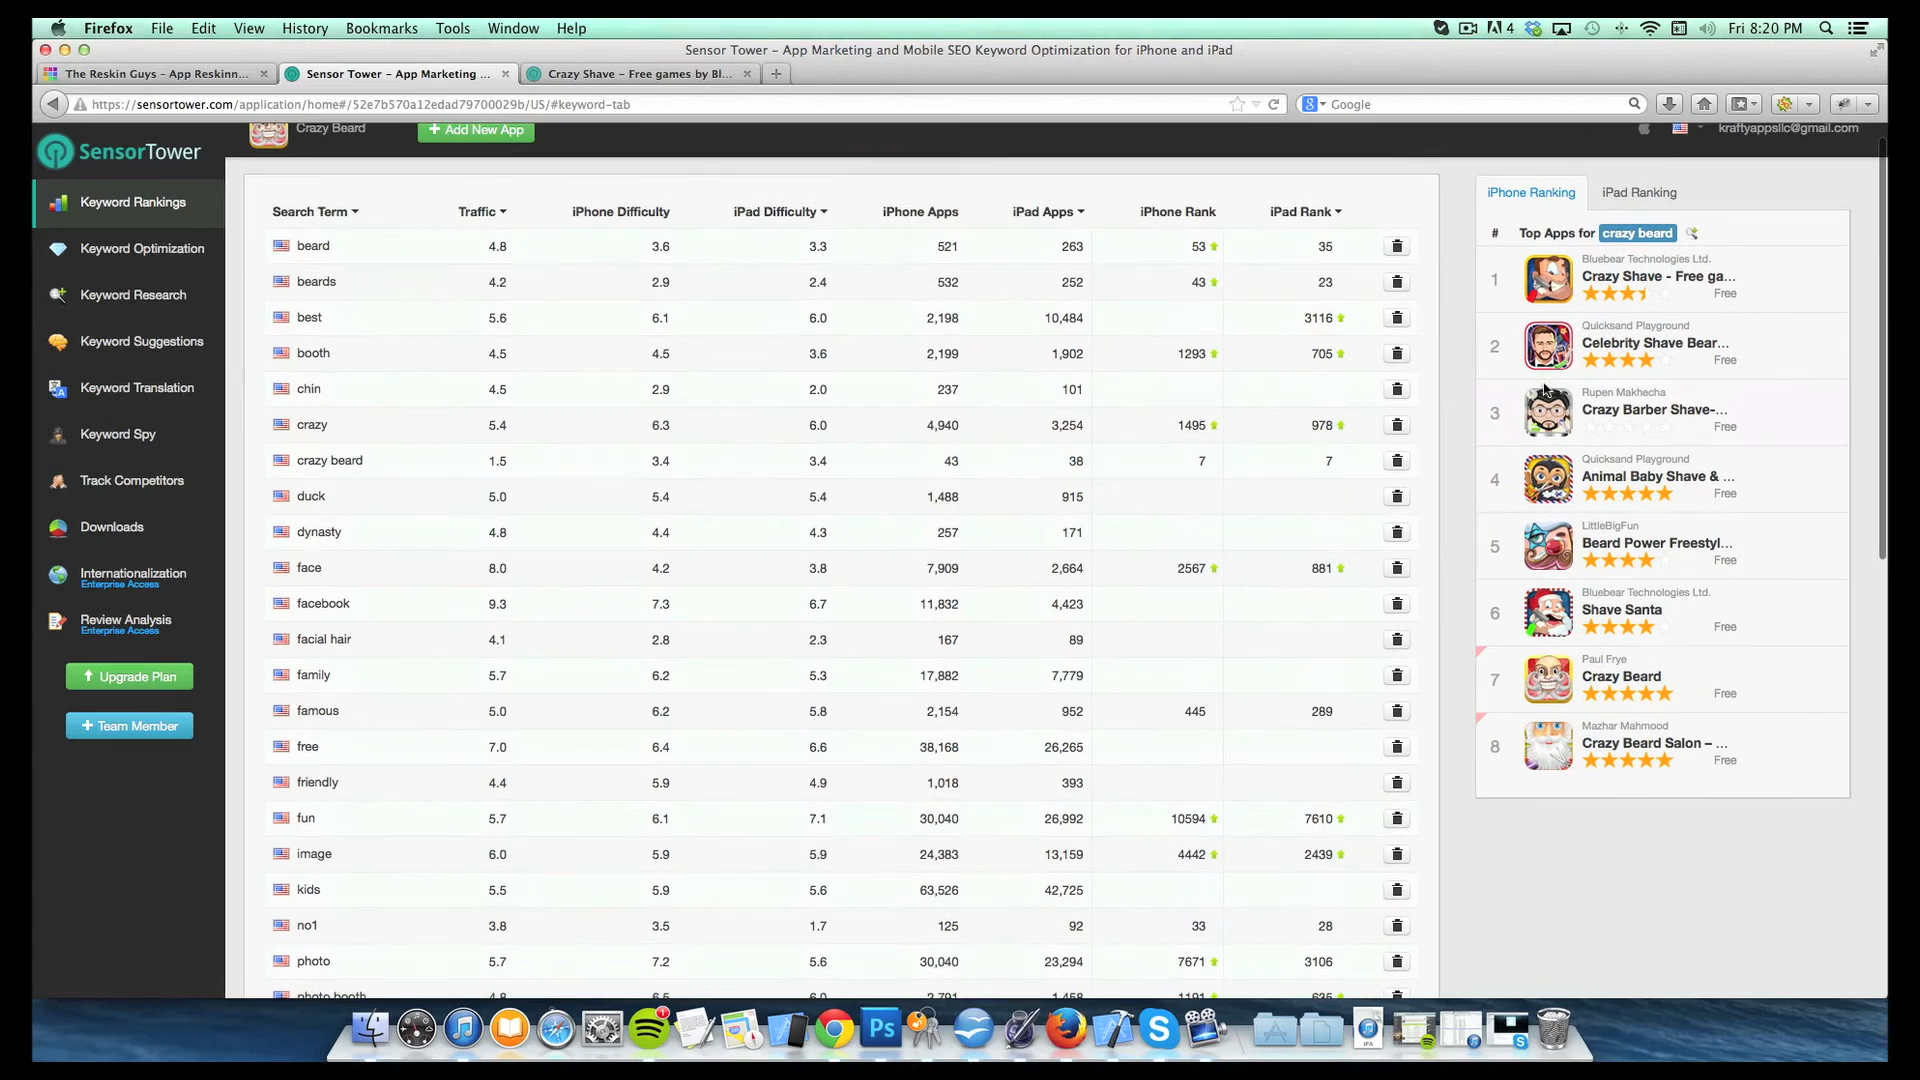 Firefox File Edit View History Bookmarks Tools Window Help 4 Fri 8:20 PM
Sensor Tower - App Marketing and Mobile SEO Keyword Optimization for iPhone and iPad
The Reskin Guys - App Reskinn... Sensor Tower - App Marketing ... Crazy Shave - Free games by Bl...
https://sensortower.com/application/home#/52e7b570a12edad79700029b/US/#keyword-tab Google
SensorTower
Crazy Beard + Add New App kraftyappsllc@gmail.com
Keyword Rankings
Keyword Optimization
Keyword Research
Keyword Suggestions
Keyword Translation
Keyword Spy
Track Competitors
Downloads
Internationalization
Enterprise Access
Review Analysis
Enterprise Access
Upgrade Plan
+ Team Member
Search Term Traffic iPhone Difficulty iPad Difficulty iPhone Apps iPad Apps iPhone Rank iPad Rank
beard 4.8 3.6 3.3 521 263 53 35
beards 4.2 2.9 2.4 532 252 43 23
best 5.6 6.1 6.0 2,198 10,484 3116
booth 4.5 4.5 3.6 2,199 1,902 1293 705
chin 4.5 2.9 2.0 237 101
crazy 5.4 6.3 6.0 4,940 3,254 1495 978
crazy beard 1.5 3.4 3.4 43 38 7 7
duck 5.0 5.4 5.4 1,488 915
dynasty 4.8 4.4 4.3 257 171
face 8.0 4.2 3.8 7,909 2,664 2567 881
facebook 9.3 7.3 6.7 11,832 4,423
facial hair 4.1 2.8 2.3 167 89
family 5.7 6.2 5.3 17,882 7,779
famous 5.0 6.2 5.8 2,154 952 445 289
free 7.0 6.4 6.6 38,168 26,265
friendly 4.4 5.9 4.9 1,018 393
fun 5.7 6.1 7.1 30,040 26,992 10594 7610
image 6.0 5.9 5.9 24,383 13,159 4442 2439
kids 5.5 5.9 5.6 63,526 42,725
no1 3.8 3.5 1.7 125 92 33 28
photo 5.7 7.2 5.6 30,040 23,294 7671 3106
photo booth 4.8 6.5 6.0 2,791 1,458 1191 635
iPhone Ranking iPad Ranking
# Top Apps for crazy beard
1 Bluebear Technologies Ltd.
Crazy Shave - Free ga...
Free
2 Quicksand Playground
Celebrity Shave Bear...
Free
3 Rupen Makhecha
Crazy Barber Shave-...
Free
4 Quicksand Playground
Animal Baby Shave & ...
Free
5 LittleBigFun
Beard Power Freestyl...
Free
6 Bluebear Technologies Ltd.
Shave Santa
Free
7 Paul Frye
Crazy Beard
Free
8 Mazhar Mahmood
Crazy Beard Salon – ...
Free
1 Ps IPA